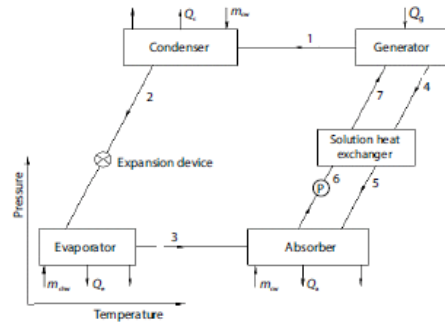 Q_c
m_cw
1
Q_g
Condenser
Generator
2
7
4
Solution heat
exchanger
Expansion device
P
6
5
Pressure
3
Evaporator
Absorber
m_chw
Q_e
m_cw
Q_a
Temperature